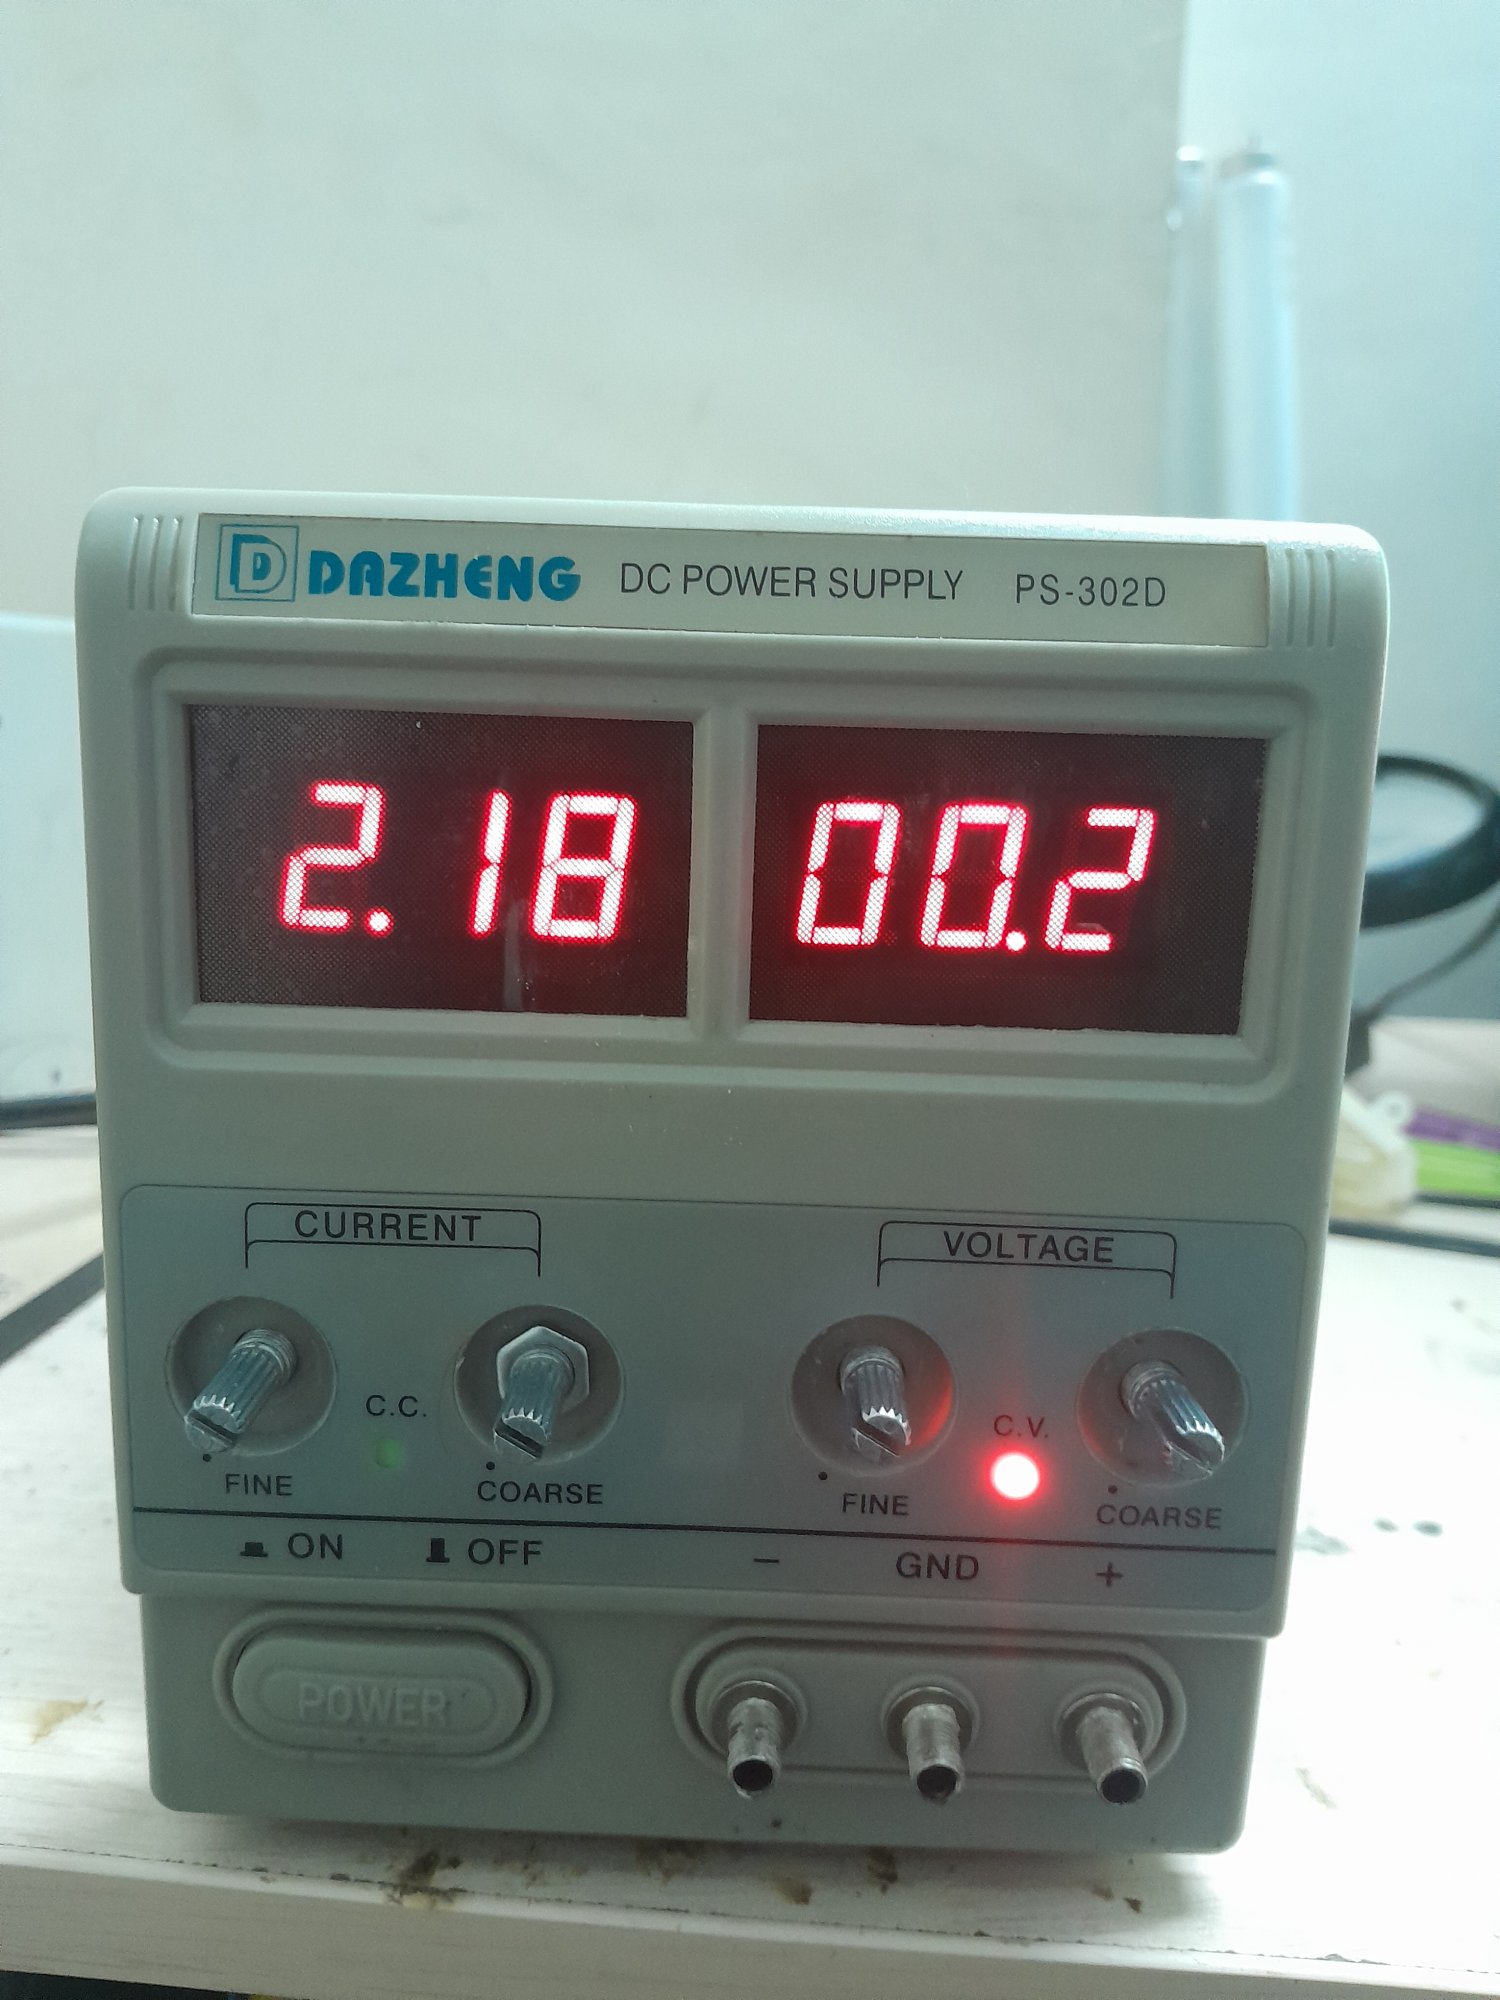 D DAZHENG DC POWER SUPPLY PS-302D
2.18 00.2
CURRENT VOLTAGE
C.C. C.V.
FINE COARSE FINE COARSE
ON OFF - GND +
POWER